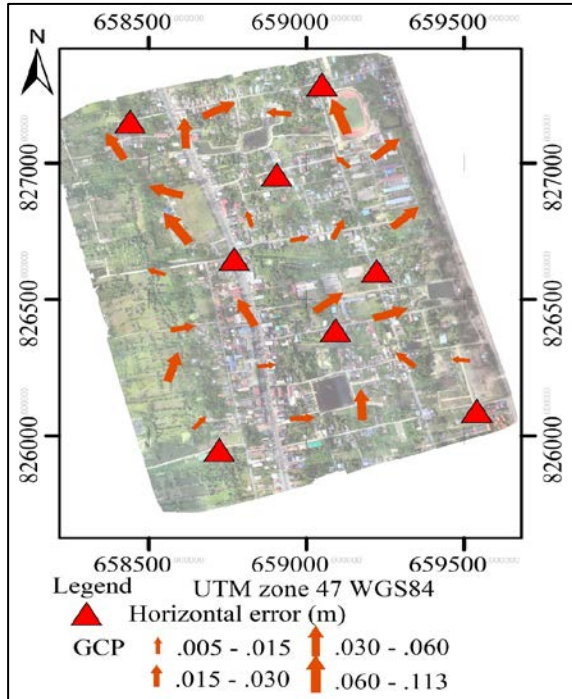 658500 659000 659500
N
827000 827000
826500 826500
826000 826000
658500 659000 659500
Legend UTM zone 47 WGS84
Horizontal error (m)
GCP .005 - .015 .030 - .060
.015 - .030 .060 - .113